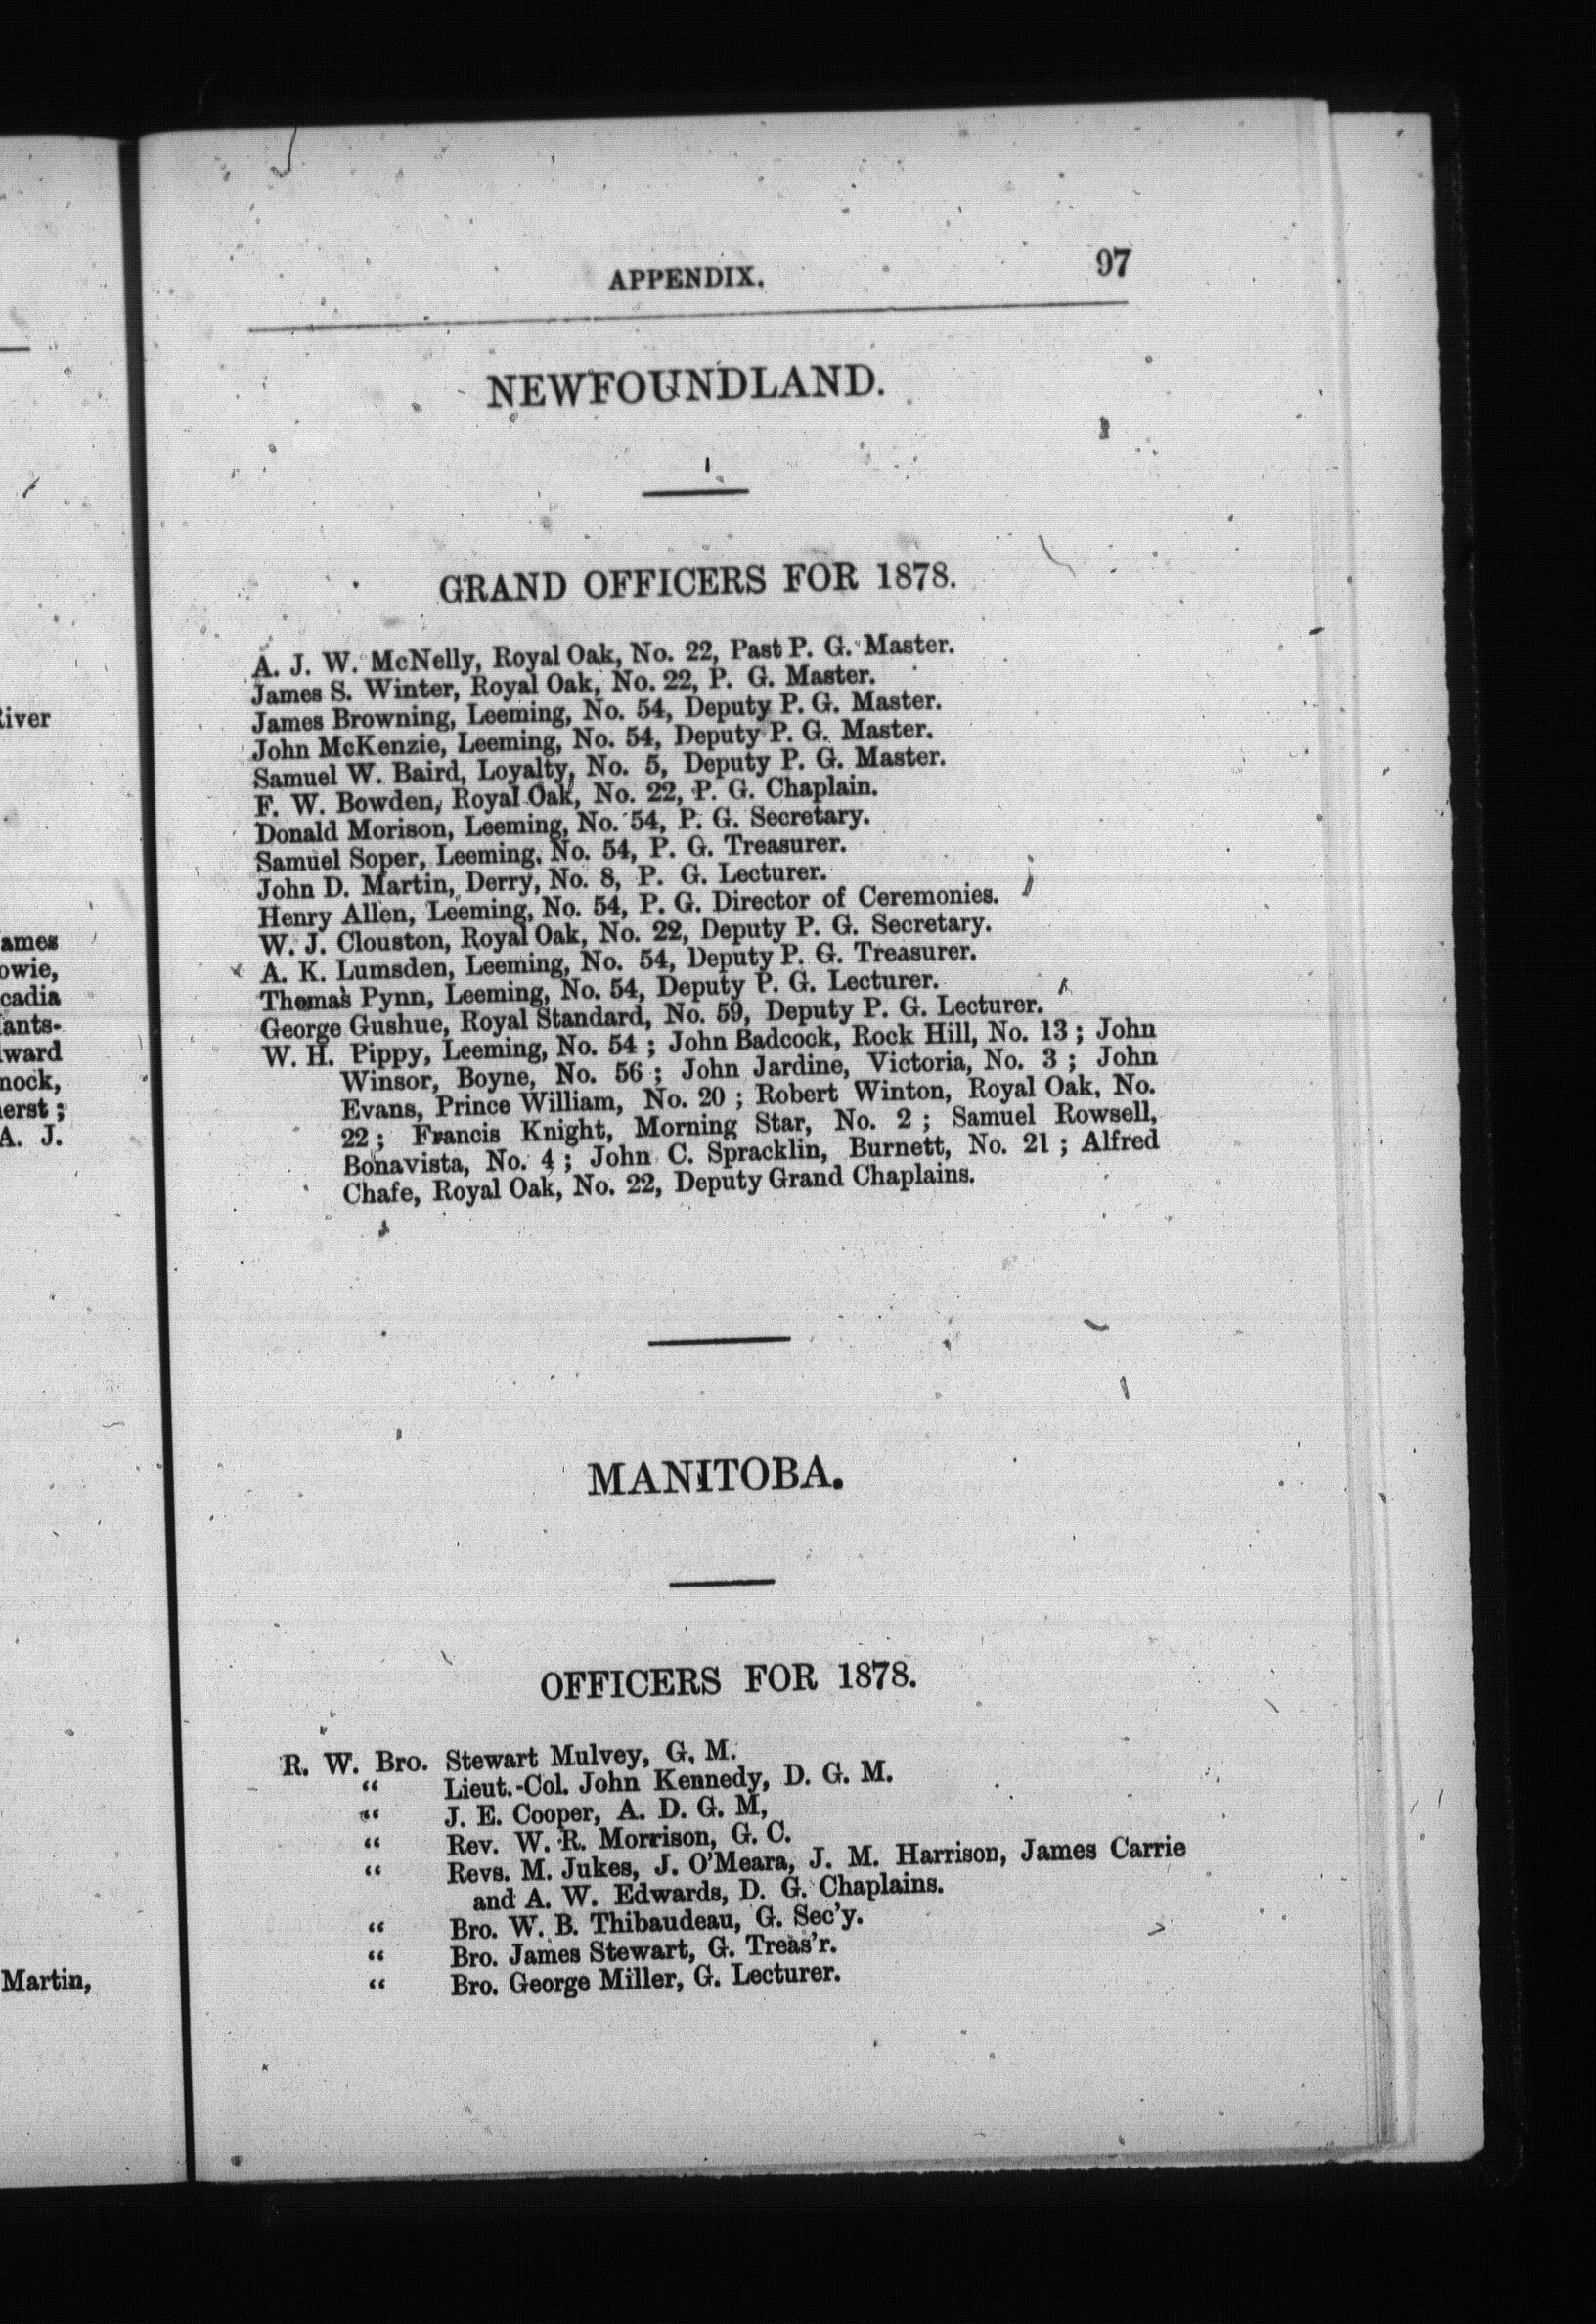 APPENDIX. 97
NEWFOUNDLAND.
GRAND OFFICERS FOR 1878.
A. J. W. McNelly, Royal Oak, No. 22, Past P. G. Master.
James S. Winter, Royal Oak, No. 22, P. G. Master.
James Browning, Leeming, No. 54, Deputy P. G. Master.
John McKenzie, Leeming, No. 54, Deputy P. G. Master.
Samuel W. Baird, Loyalty, No. 5, Deputy P. G. Master.
F. W. Bowden, Royal Oak, No. 22, P. G. Chaplain.
Donald Morison, Leeming, No. 54, P. G. Secretary.
Samuel Soper, Leeming, No. 54, P. G. Treasurer.
John D. Martin, Derry, No. 8, P. G. Lecturer.
Henry Allen, Leeming, No. 54, P. G. Director of Ceremonies.
W. J. Clouston, Royal Oak, No. 22, Deputy P. G. Secretary.
A. K. Lumsden, Leeming, No. 54, Deputy P. G. Treasurer.
Thomas Pynn, Leeming, No. 54, Deputy P. G. Lecturer.
George Gushue, Royal Standard, No. 59, Deputy P. G. Lecturer.
W. H. Pippy, Leeming, No. 54 ; John Badcock, Rock Hill, No. 13 ; John
Winsor, Boyne, No. 56 ; John Jardine, Victoria, No. 3 ; John
Evans, Prince William, No. 20 ; Robert Winton, Royal Oak, No.
22 ; Francis Knight, Morning Star, No. 2 ; Samuel Rowsell,
Bonavista, No. 4 ; John C. Spracklin, Burnett, No. 21 ; Alfred
Chafe, Royal Oak, No. 22, Deputy Grand Chaplains.
MANITOBA.
OFFICERS FOR 1878.
R. W. Bro. Stewart Mulvey, G. M.
“ Lieut.-Col. John Kennedy, D. G. M.
“ J. E. Cooper, A. D. G. M,
“ Rev. W. R. Morrison, G. C.
“ Revs. M. Jukes, J. O’Meara, J. M. Harrison, James Carrie
and A. W. Edwards, D. G. Chaplains.
“ Bro. W. B. Thibaudeau, G. Sec’y.
“ Bro. James Stewart, G. Treas’r.
“ Bro. George Miller, G. Lecturer.